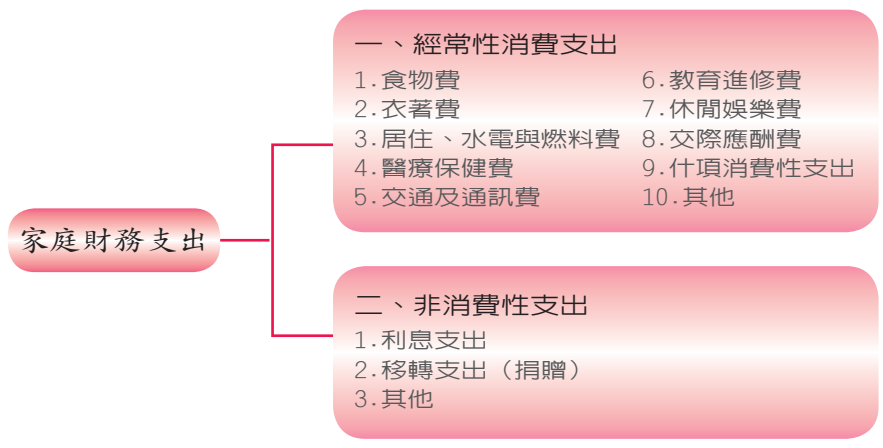 家庭財務支出
一、經常性消費支出
1.食物費
2.衣著費
3.居住、水電與燃料費
4.醫療保健費
5.交通及通訊費
6.教育進修費
7.休閒娛樂費
8.交際應酬費
9.什項消費性支出
10.其他
二、非消費性支出
1.利息支出
2.移轉支出（捐贈）
3.其他